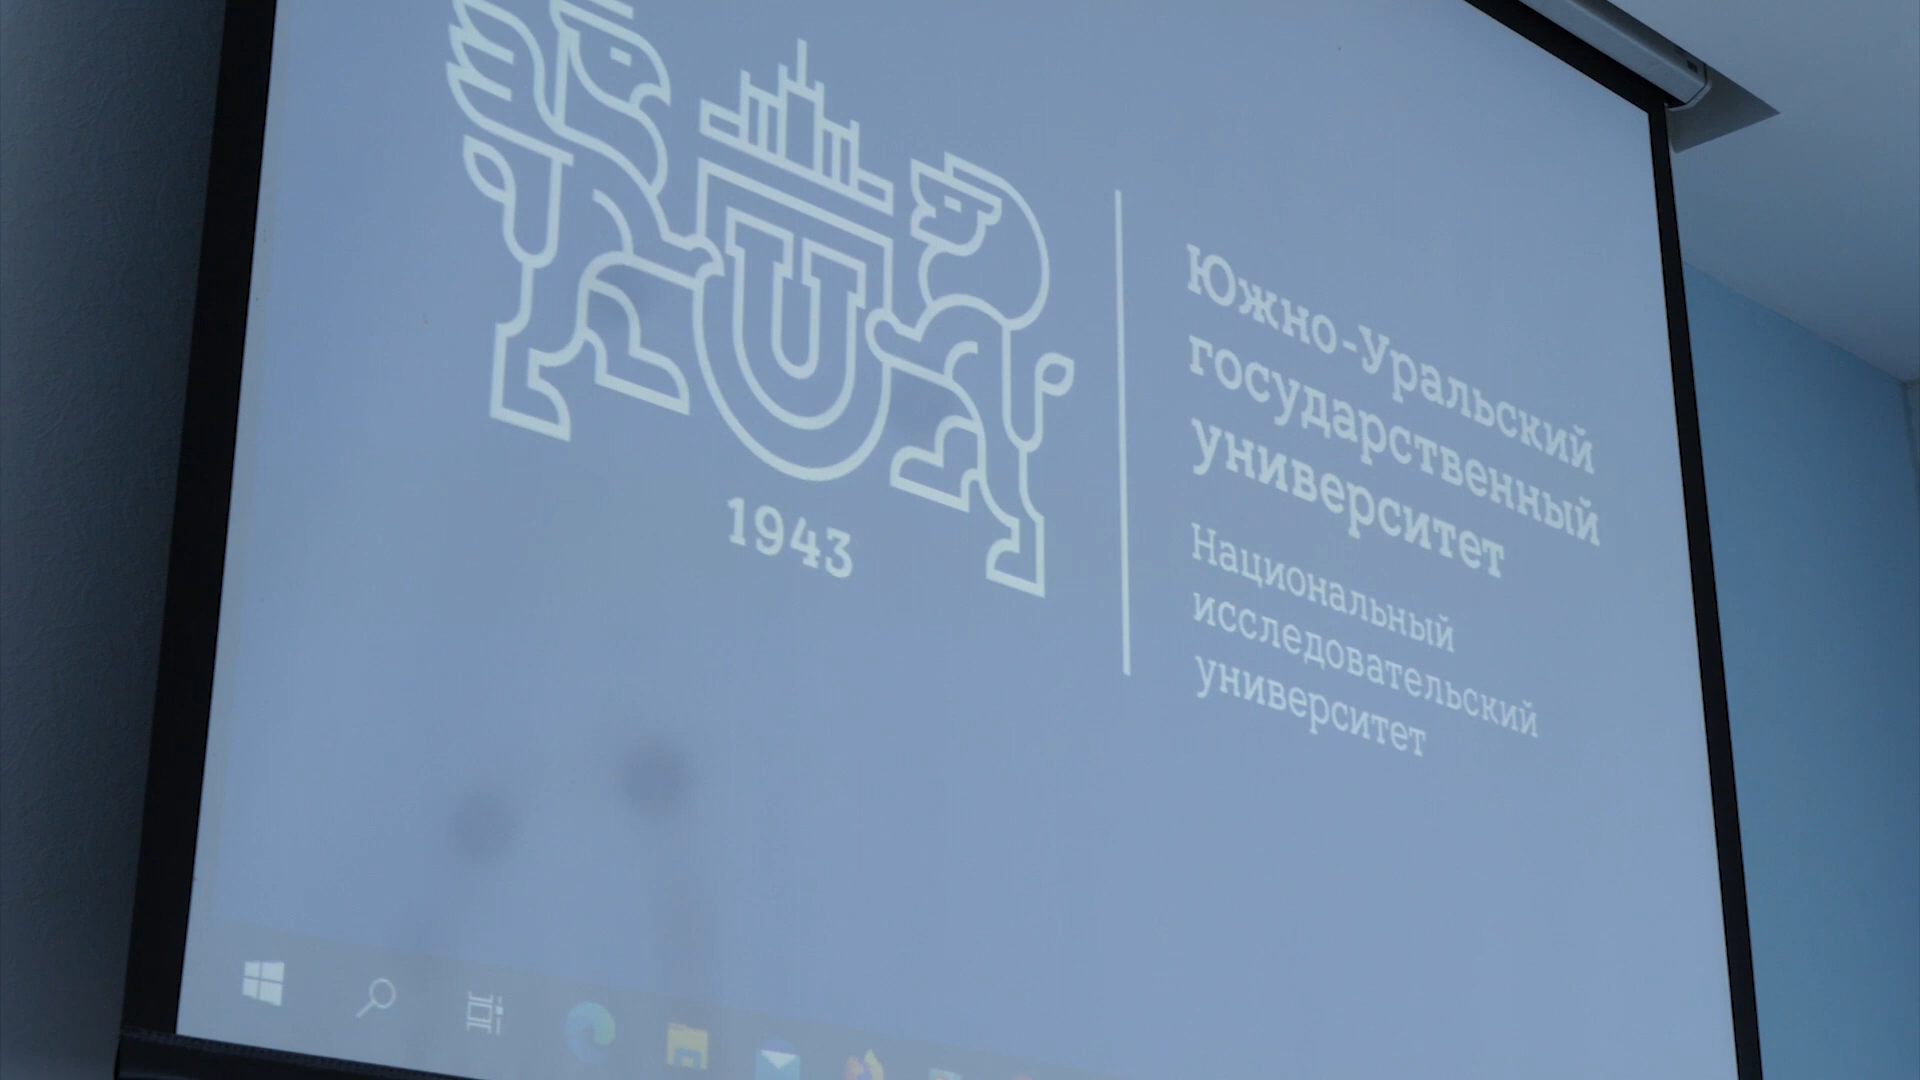 U
1943
Южно-Уральский
государственный
университет
Национальный
исследовательский
университет